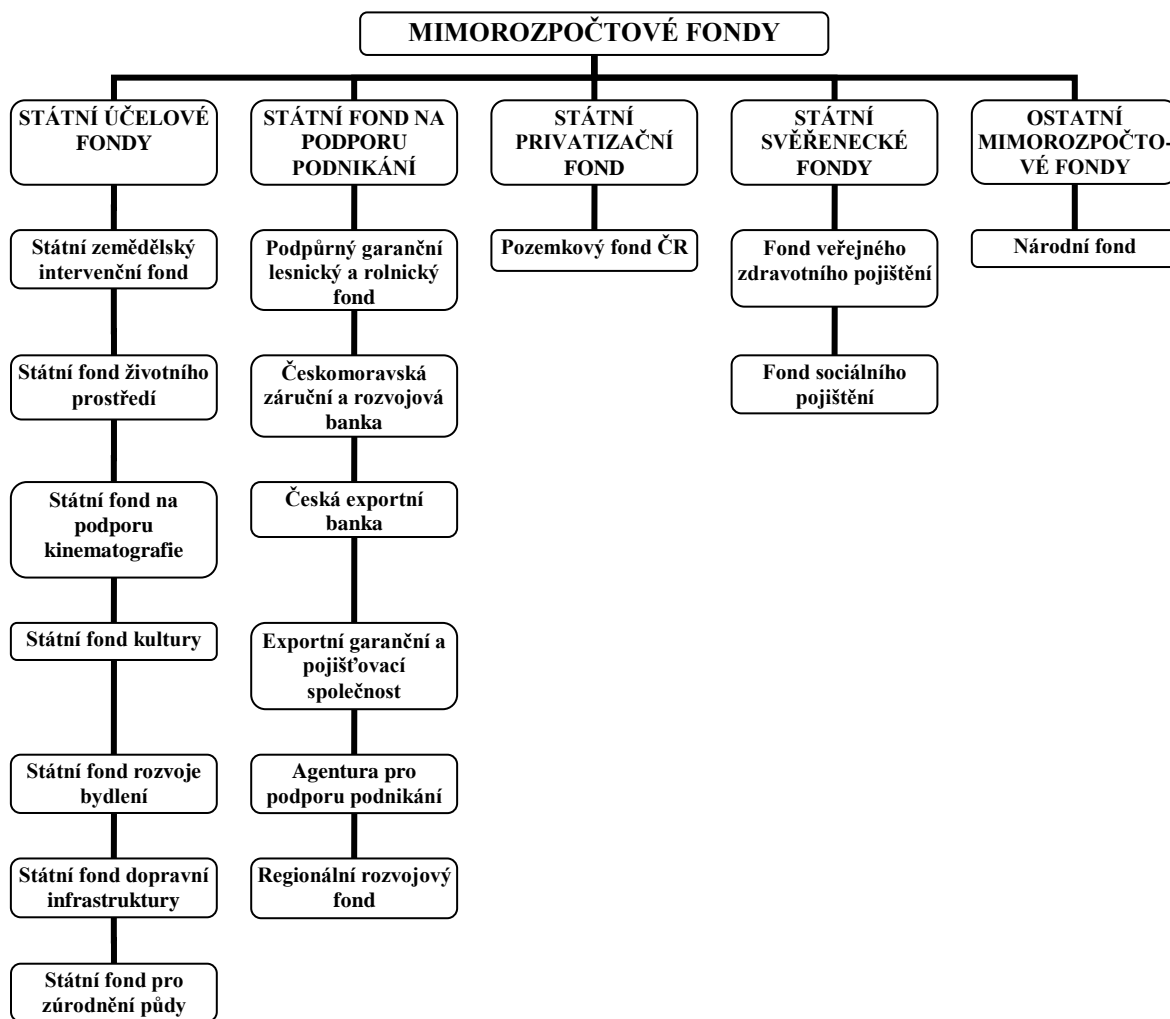 MIMOROZPOČTOVÉ FONDY
STÁTNÍ ÚČELOVÉ
FONDY
STÁTNÍ FOND NA
PODPORU
PODNIKÁNÍ
STÁTNÍ
PRIVATIZAČNÍ
FOND
STÁTNÍ
SVĚŘENECKÉ
FONDY
OSTATNÍ
MIMOROZPOČTO-
VÉ FONDY
Státní zemědělský
intervenční fond
Státní fond životního
prostředí
Státní fond na
podporu
kinematografie
Státní fond kultury
Státní fond rozvoje
bydlení
Státní fond dopravní
infrastruktury
Státní fond pro
zúrodnění půdy
Podpůrný garanční
lesnický a rolnický
fond
Českomoravská
záruční a rozvojová
banka
Česká exportní
banka
Exportní garanční a
pojišťovací
společnost
Agentura pro
podporu podnikání
Regionální rozvojový
fond
Pozemkový fond ČR
Fond veřejného
zdravotního pojištění
Fond sociálního
pojištění
Národní fond